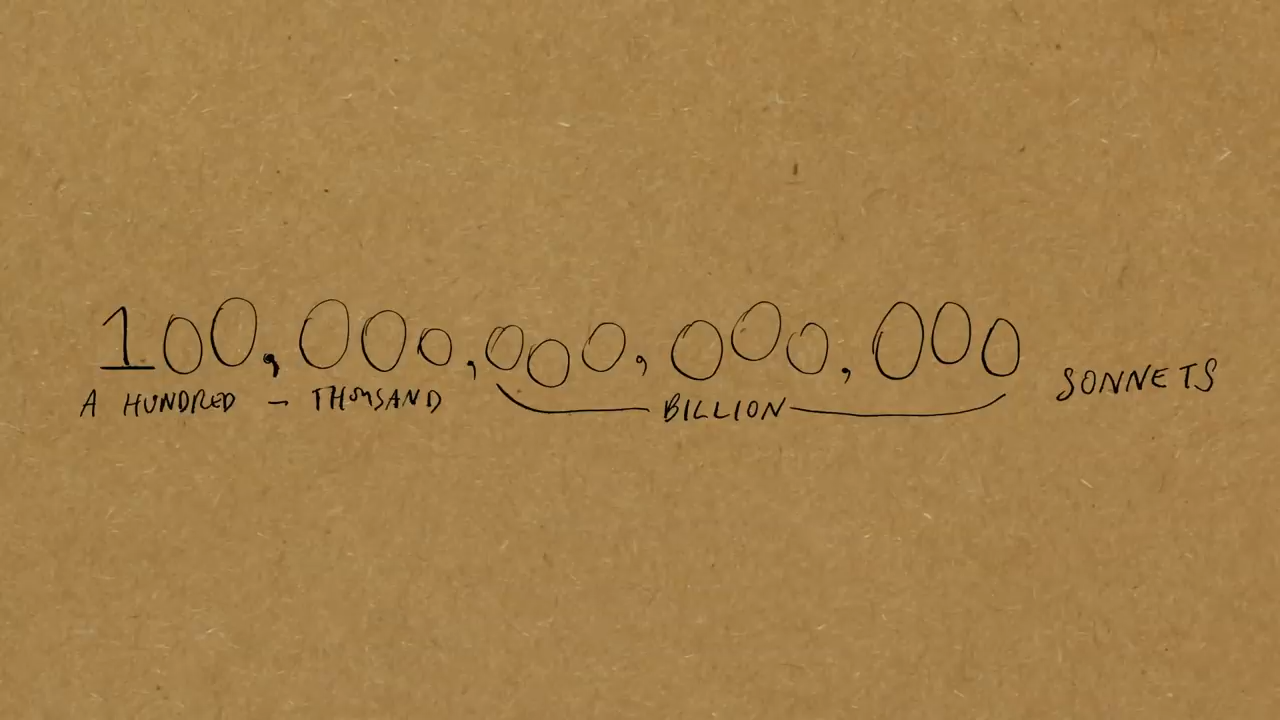 100,000,000,000,000 SONNETS
A HUNDRED - THOUSAND BILLION